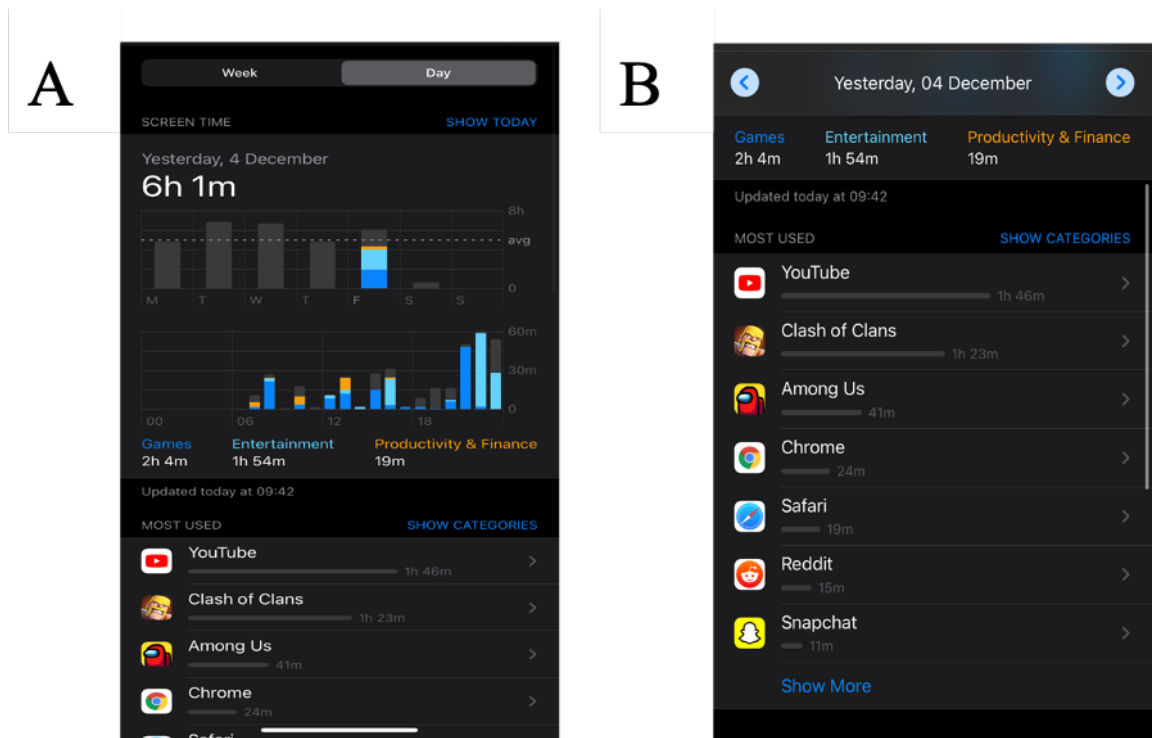 A
Week Day
SCREEN TIME SHOW TODAY
Yesterday, 4 December
6h 1m
8h
avg
0
M T W T F S S
60m
30m
0
00 06 12 18
Games Entertainment Productivity & Finance
2h 4m 1h 54m 19m
Updated today at 09:42
MOST USED SHOW CATEGORIES
YouTube
1h 46m
Clash of Clans
1h 23m
Among Us
41m
Chrome
24m
B
Yesterday, 04 December
Games Entertainment Productivity & Finance
2h 4m 1h 54m 19m
Updated today at 09:42
MOST USED SHOW CATEGORIES
YouTube
1h 46m
Clash of Clans
1h 23m
Among Us
41m
Chrome
24m
Safari
19m
Reddit
15m
Snapchat
11m
Show More